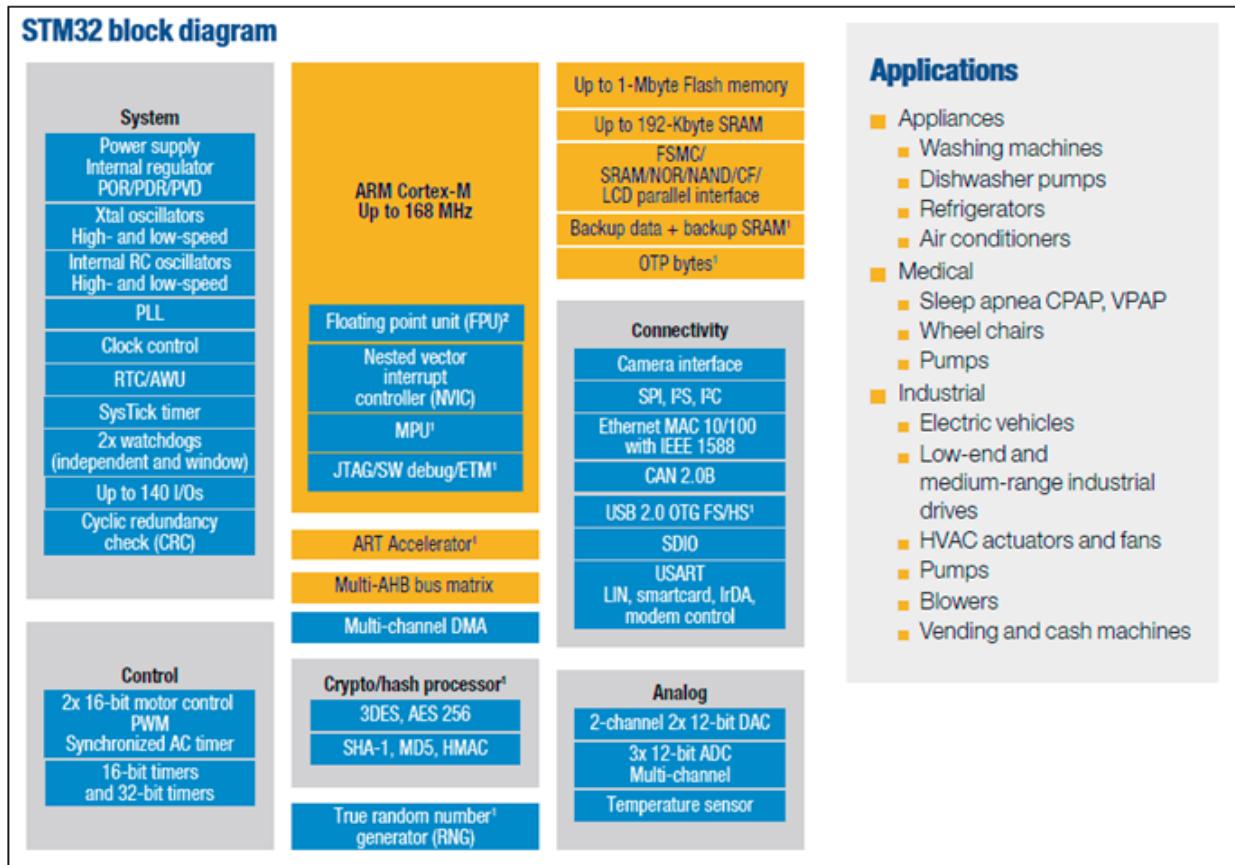 STM32 block diagram
System
Power supply
Internal regulator
POR/PDR/PVD
Xtal oscillators
High- and low-speed
Internal RC oscillators
High- and low-speed
PLL
Clock control
RTC/AWU
SysTick timer
2x watchdogs
(independent and window)
Up to 140 I/Os
Cyclic redundancy
check (CRC)
Control
2x 16-bit motor control
PWM
Synchronized AC timer
16-bit timers
and 32-bit timers
ARM Cortex-M
Up to 168 MHz
Floating point unit (FPU)²
Nested vector
interrupt
controller (NVIC)
MPU¹
JTAG/SW debug/ETM¹
ART Accelerator¹
Multi-AHB bus matrix
Multi-channel DMA
Crypto/hash processor¹
3DES, AES 256
SHA-1, MD5, HMAC
True random number¹
generator (RNG)
Up to 1-Mbyte Flash memory
Up to 192-Kbyte SRAM
FSMC/
SRAM/NOR/NAND/CF/
LCD parallel interface
Backup data + backup SRAM¹
OTP bytes¹
Connectivity
Camera interface
SPI, I²S, I²C
Ethernet MAC 10/100
with IEEE 1588
CAN 2.0B
USB 2.0 OTG FS/HS¹
SDIO
USART
LIN, smartcard, IrDA,
modem control
Analog
2-channel 2x 12-bit DAC
3x 12-bit ADC
Multi-channel
Temperature sensor
Applications
Appliances
Washing machines
Dishwasher pumps
Refrigerators
Air conditioners
Medical
Sleep apnea CPAP, VPAP
Wheel chairs
Pumps
Industrial
Electric vehicles
Low-end and
medium-range industrial
drives
HVAC actuators and fans
Pumps
Blowers
Vending and cash machines